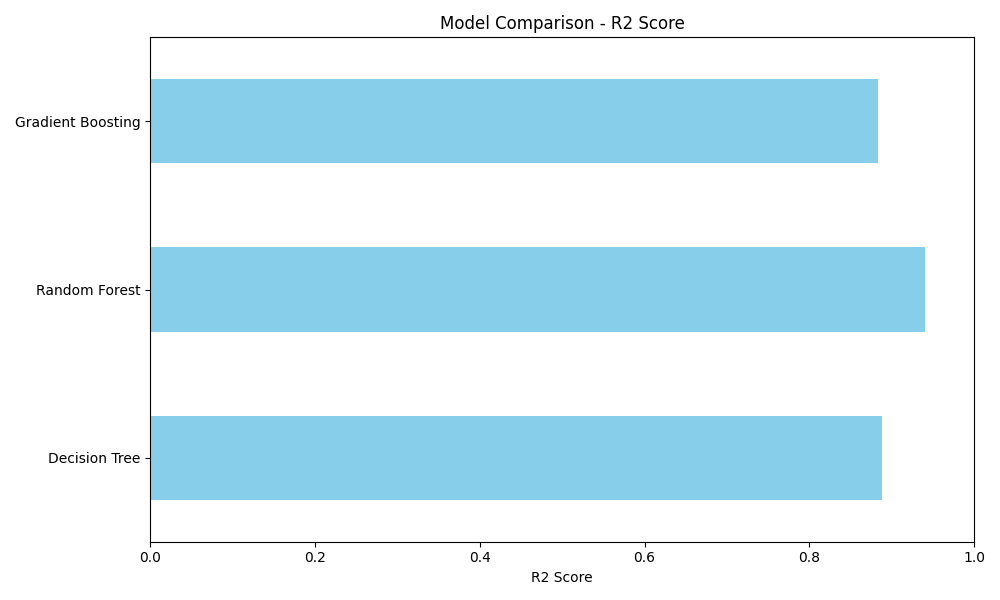 Model Comparison - R2 Score
Gradient Boosting
Random Forest
Decision Tree
0.0 0.2 0.4 0.6 0.8 1.0
R2 Score